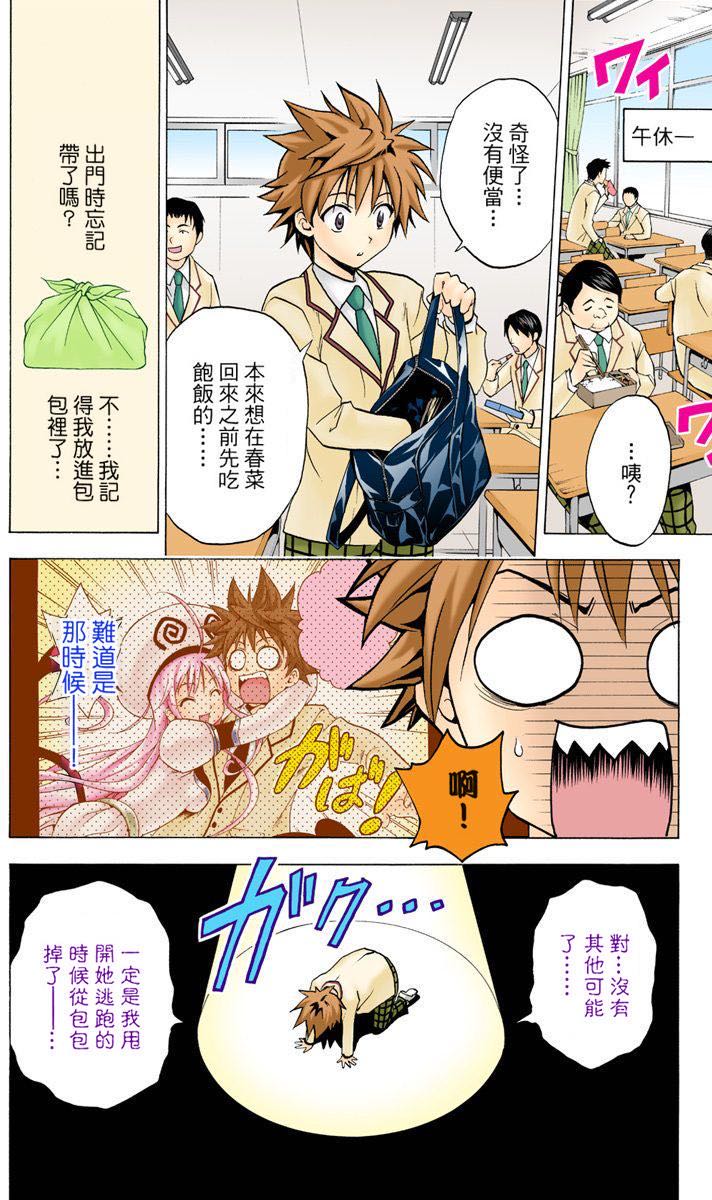 ワイ
午休一
ワイ
…咦?
奇怪了…
沒有便當…
本來想在春菜
回來之前先吃
飽飯的……
出門時忘記
帶了嗎?
不……我記
得我放進包
包裡了…
啊!
難道是
那時候——!
がばっ!
對…沒有
其他可能
了……
ガク…
一定是我甩
開她逃跑的
時候從包包
掉了——…